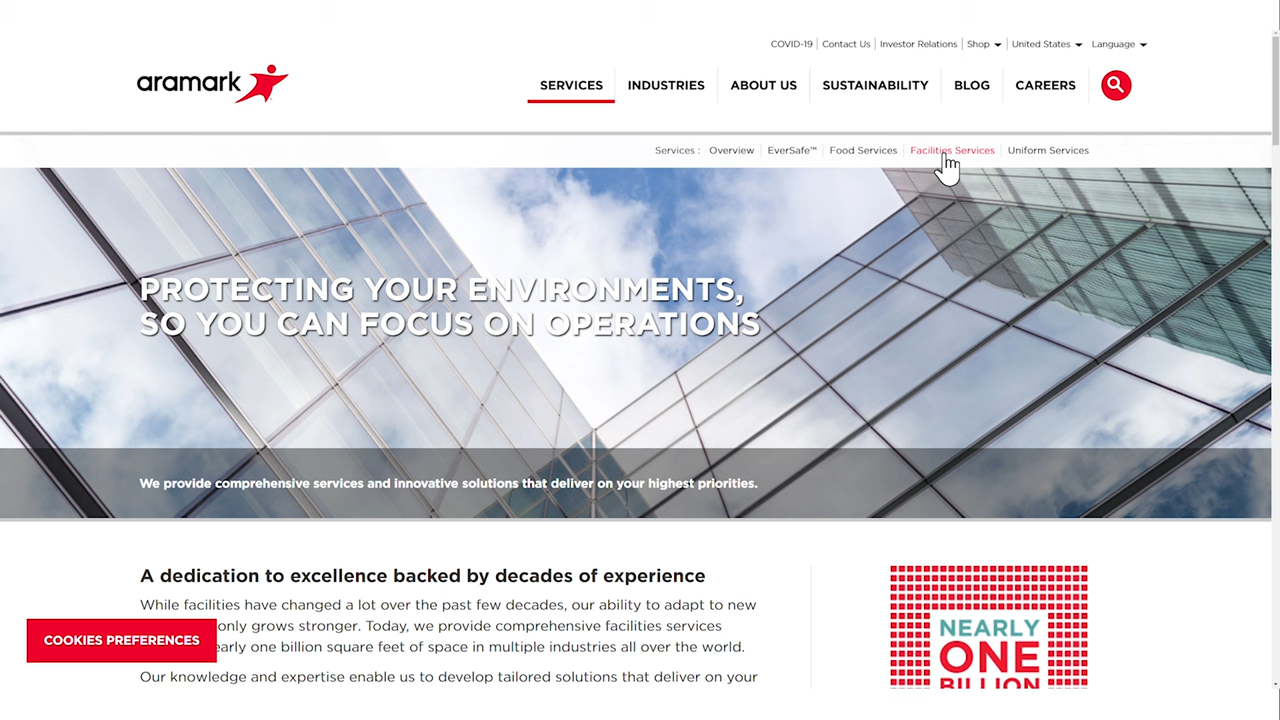 COVID-19 Contact Us Investor Relations Shop United States Language
aramark
SERVICES INDUSTRIES ABOUT US SUSTAINABILITY BLOG CAREERS
Services : Overview EverSafe™ Food Services Facilities Services Uniform Services
PROTECTING YOUR ENVIRONMENTS,
SO YOU CAN FOCUS ON OPERATIONS
We provide comprehensive services and innovative solutions that deliver on your highest priorities.
A dedication to excellence backed by decades of experience
While facilities have changed a lot over the past few decades, our ability to adapt to new
only grows stronger. Today, we provide comprehensive facilities services
nearly one billion feet of space in multiple industries all over the world.
Our knowledge and expertise enable us to develop tailored solutions that deliver on your
COOKIES PREFERENCES
NEARLY
ONE
BILLION